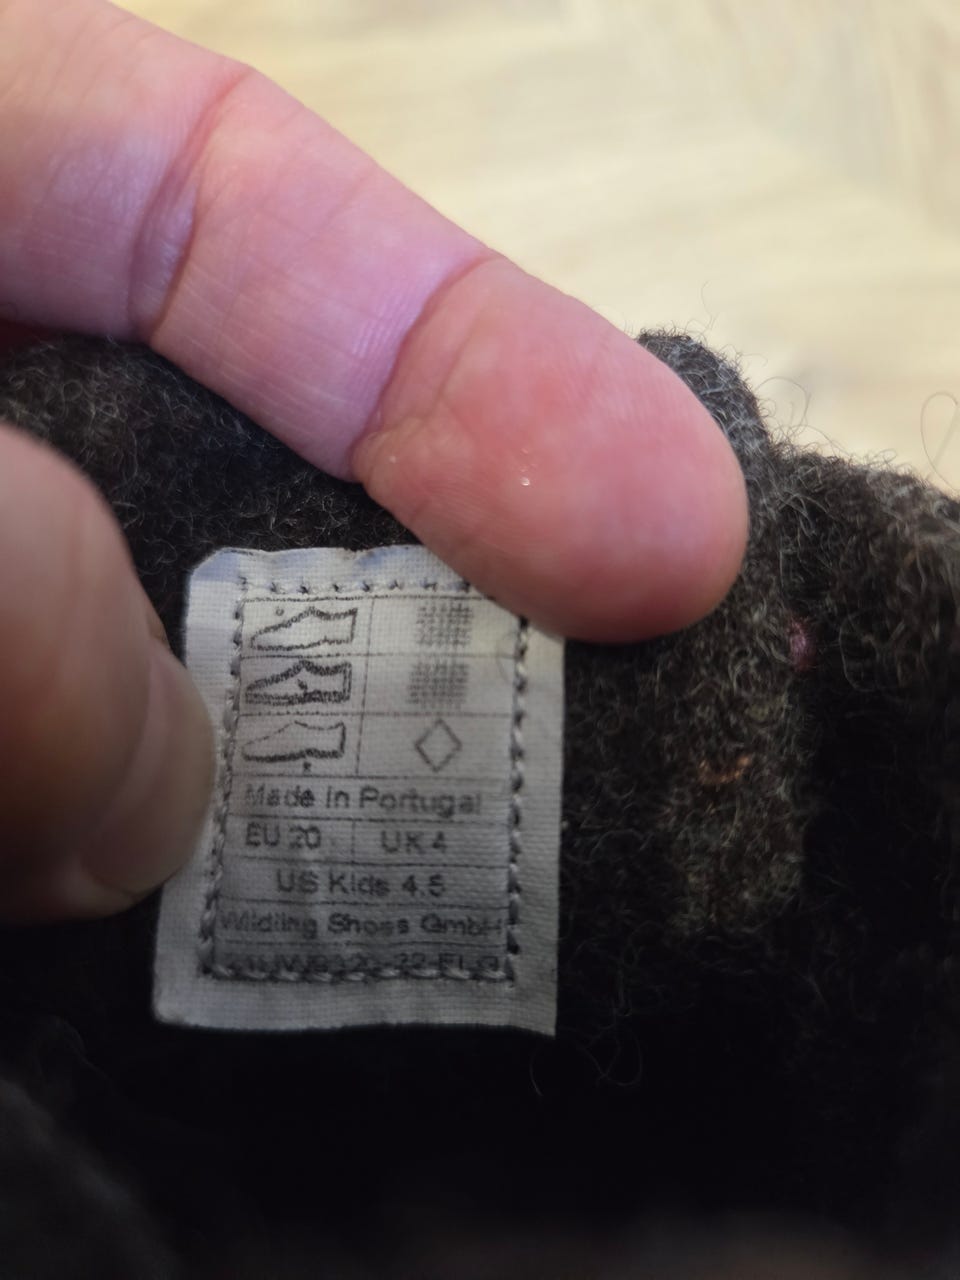 Made in Portugal
EU 20 UK 4
US Kids 4.5
Wildling Shoes GmbH